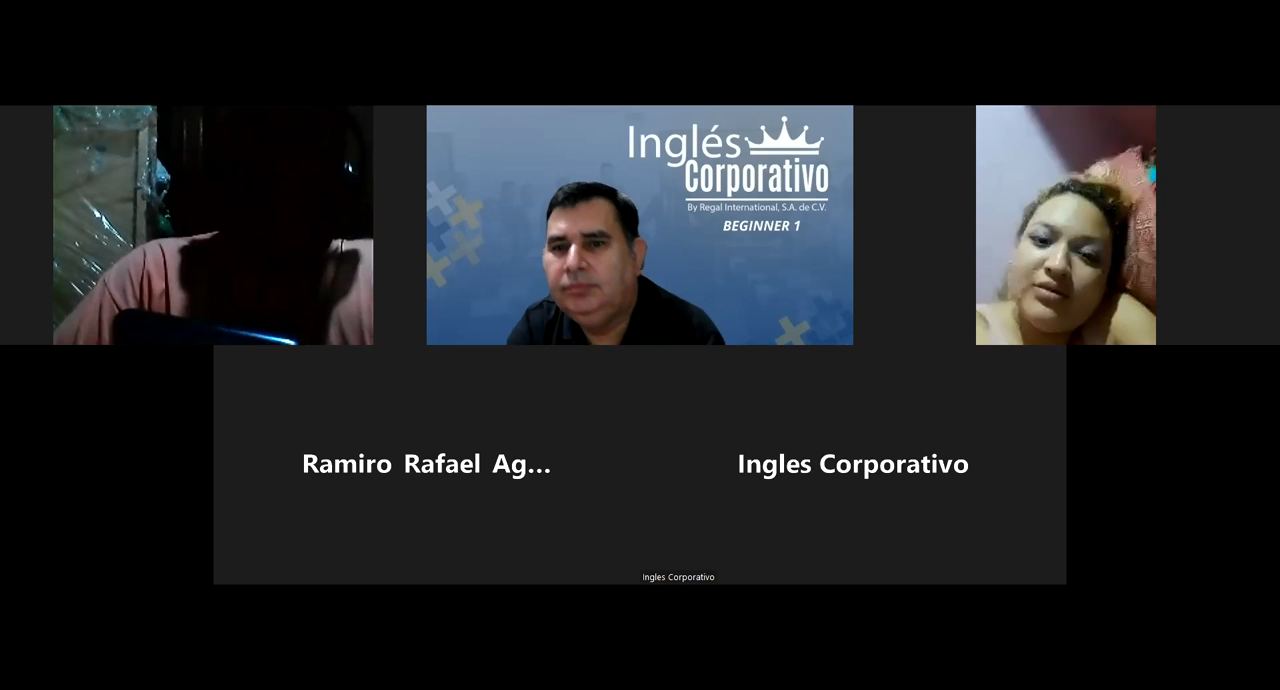 Inglés
Corporativo
By Regal International, S.A. de C.V.
BEGINNER 1
Ramiro Rafael Ag...
Ingles Corporativo
Ingles Corporativo